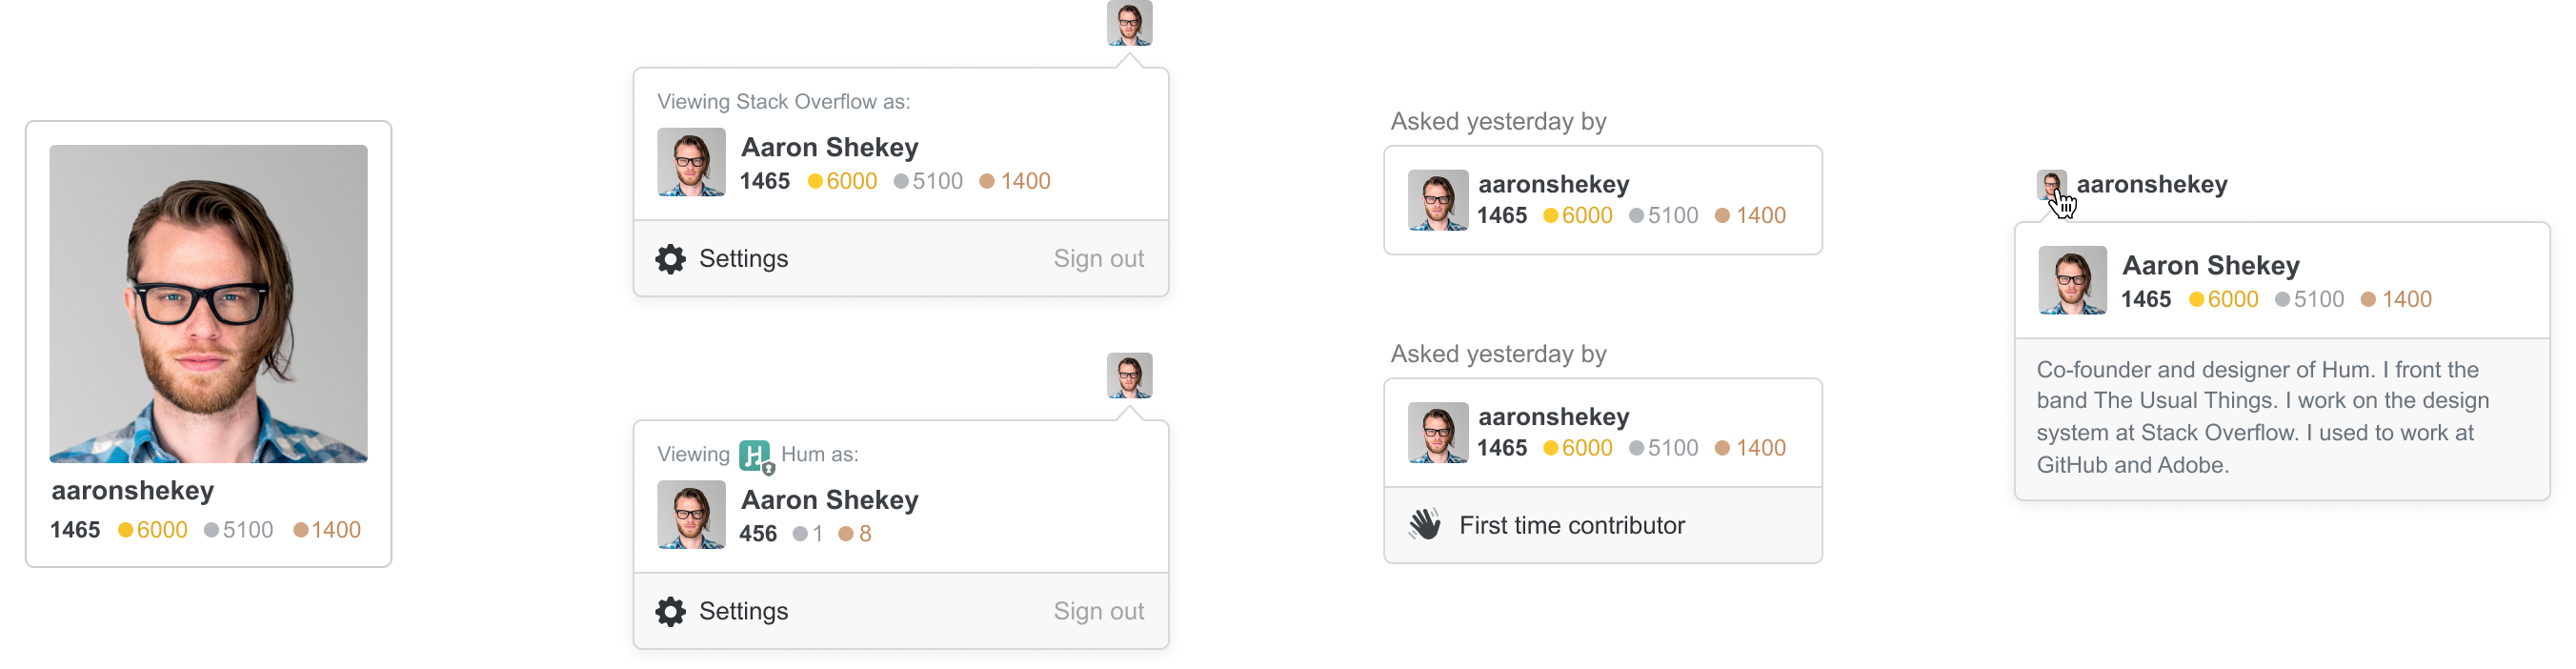 aaronshekey
1465 6000 5100 1400
Viewing Stack Overflow as:
Aaron Shekey
1465 6000 5100 1400
Settings Sign out
Viewing H Hum as:
Aaron Shekey
456 1 8
Settings Sign out
Asked yesterday by
aaronshekey
1465 6000 5100 1400
Asked yesterday by
aaronshekey
1465 6000 5100 1400
First time contributor
aaronshekey
Aaron Shekey
1465 6000 5100 1400
Co-founder and designer of Hum. I front the
band The Usual Things. I work on the design
system at Stack Overflow. I used to work at
GitHub and Adobe.